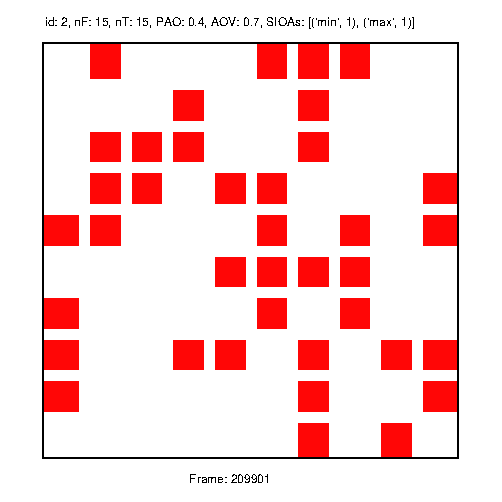 id: 2, nF: 15, nT: 15, PAO: 0.4, AOV: 0.7, SIOAs: [('min', 1), ('max', 1)]
Frame: 209901